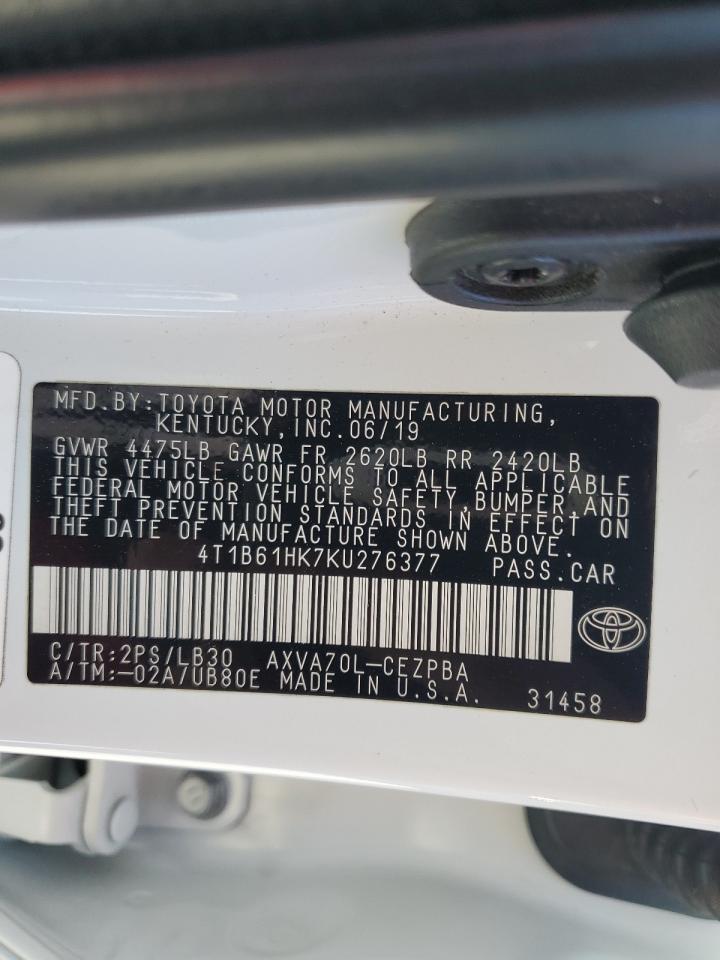 MFD.BY:TOYOTA MOTOR MANUFACTURING,
KENTUCKY,INC.06/19
GVWR 4475LB GAWR FR 2620LB RR 2420LB
THIS VEHICLE CONFORMS TO ALL APPLICABLE
FEDERAL MOTOR VEHICLE SAFETY,BUMPER,AND
THEFT PREVENTION STANDARDS IN EFFECT ON
THE DATE OF MANUFACTURE SHOWN ABOVE.
4T1B61HK7KU276377 PASS.CAR
C/TR:2PS/LB30 AXVA70L-CEZPBA
A/TM:-02A/UB80E MADE IN U.S.A. 31458